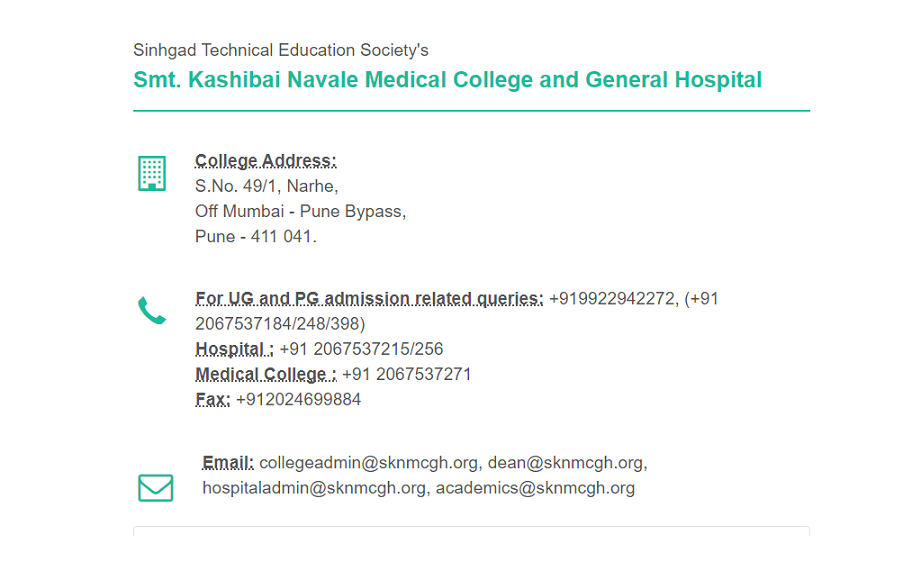 Sinhgad Technical Education Society's
Smt. Kashibai Navale Medical College and General Hospital
College Address:
S.No. 49/1, Narhe,
Off Mumbai - Pune Bypass,
Pune - 411 041.
For UG and PG admission related queries: +919922942272, (+91
2067537184/248/398)
Hospital : +91 2067537215/256
Medical College : +91 2067537271
Fax: +912024699884
Email: collegeadmin@sknmcgh.org, dean@sknmcgh.org,
hospitaladmin@sknmcgh.org, academics@sknmcgh.org